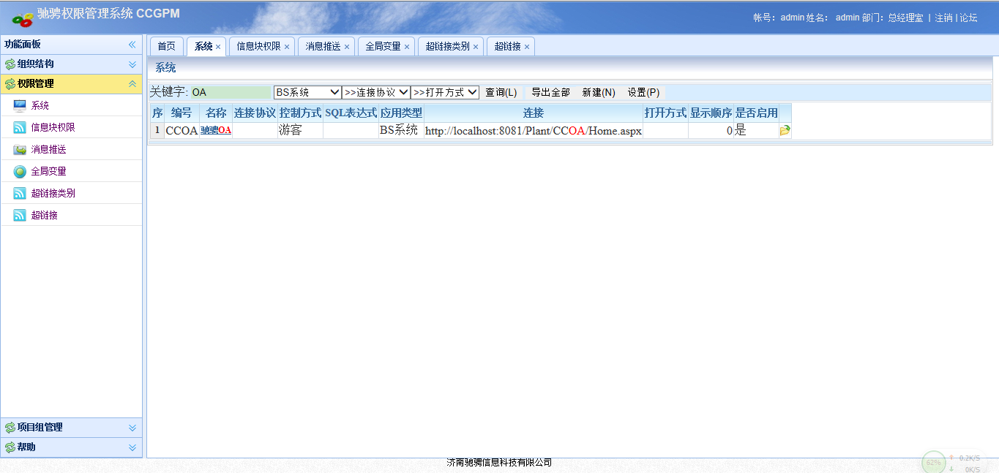 驰骋权限管理系统 CCGPM
帐号：admin 姓名： admin 部门：总经理室 | 注销 | 论坛
功能面板
组织结构
权限管理
系统
信息块权限
消息推送
全局变量
超链接类别
超链接
项目组管理
帮助
首页 系统 × 信息块权限 × 消息推送 × 全局变量 × 超链接类别 × 超链接 ×
系统
关键字: OA BS系统 >>连接协议 >>打开方式 查询(L) 导出全部 新建(N) 设置(P)
序 编号 名称 连接协议 控制方式 SQL表达式 应用类型 连接 打开方式 显示顺序 是否启用
1 CCOA 驰骋OA 游客 BS系统 http://localhost:8081/Plant/CCOA/Home.aspx 0 是
济南驰骋信息科技有限公司
62% 0.2K/S
0K/S